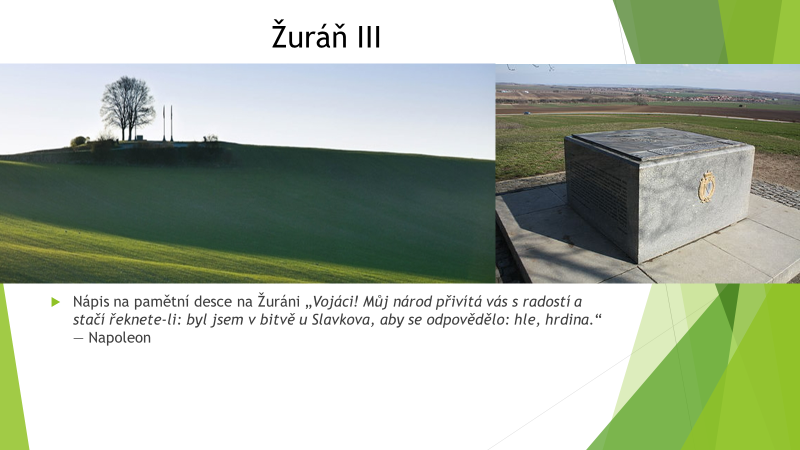 Žuráň III
Nápis na pamětní desce na Žuráni „Vojáci! Můj národ přivítá vás s radostí a
stačí řeknete-li: byl jsem v bitvě u Slavkova, aby se odpovědělo: hle, hrdina.“
— Napoleon